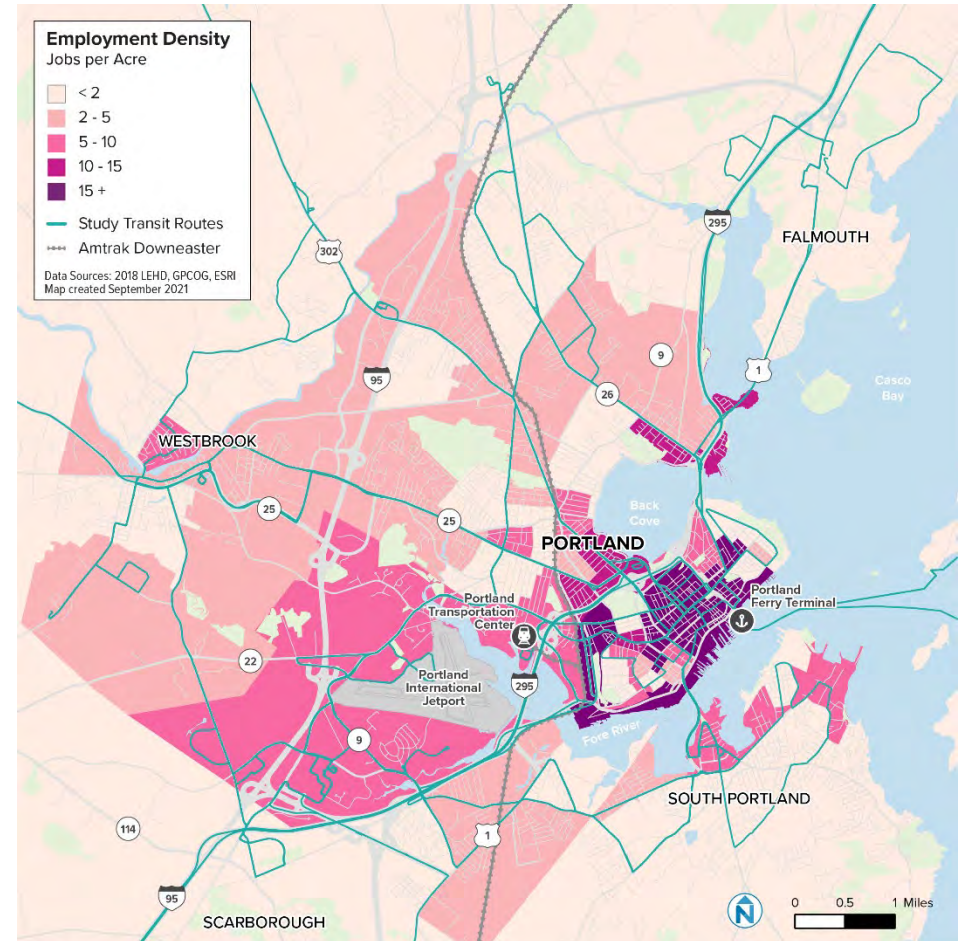 Employment Density
Jobs per Acre
< 2
2 - 5
5 - 10
10 - 15
15 +
Study Transit Routes
Amtrak Downeaster
Data Sources: 2018 LEHD, GPCOG, ESRI
Map created September 2021
295
FALMOUTH
302
9
1
95
26
Casco
Bay
WESTBROOK
25
25
Back
Cove
PORTLAND
Portland
Transportation
Center
Portland
Ferry Terminal
22
Portland
International
Jetport
295
9
Fore River
SOUTH PORTLAND
114
1
95
SCARBOROUGH
N
0 0.5 1 Miles